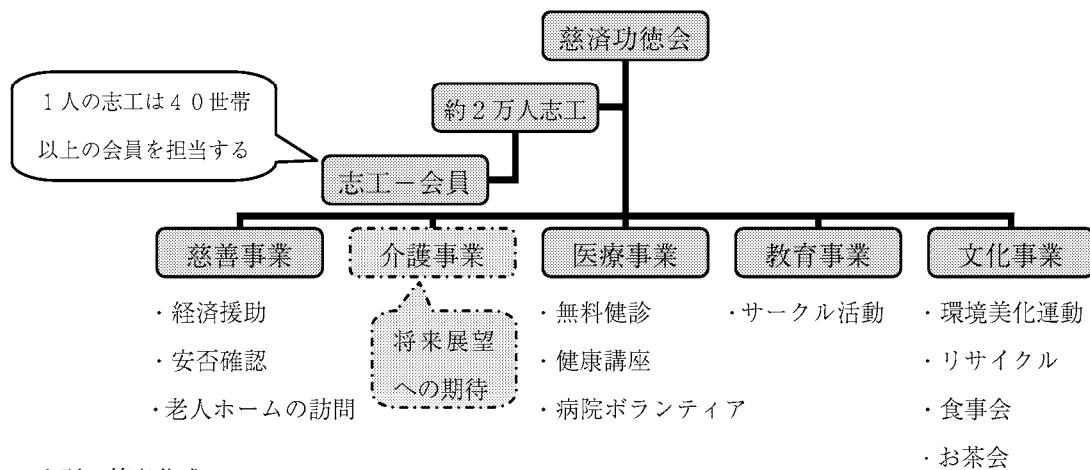 慈済功徳会
約2万人志工
1人の志工は40世帯
以上の会員を担当する
志工－会員
慈善事業
介護事業
医療事業
教育事業
文化事業
・経済援助
・安否確認
・老人ホームの訪問
将来展望
への期待
・無料健診
・健康講座
・病院ボランティア
・サークル活動
・環境美化運動
・リサイクル
・食事会
・お茶会